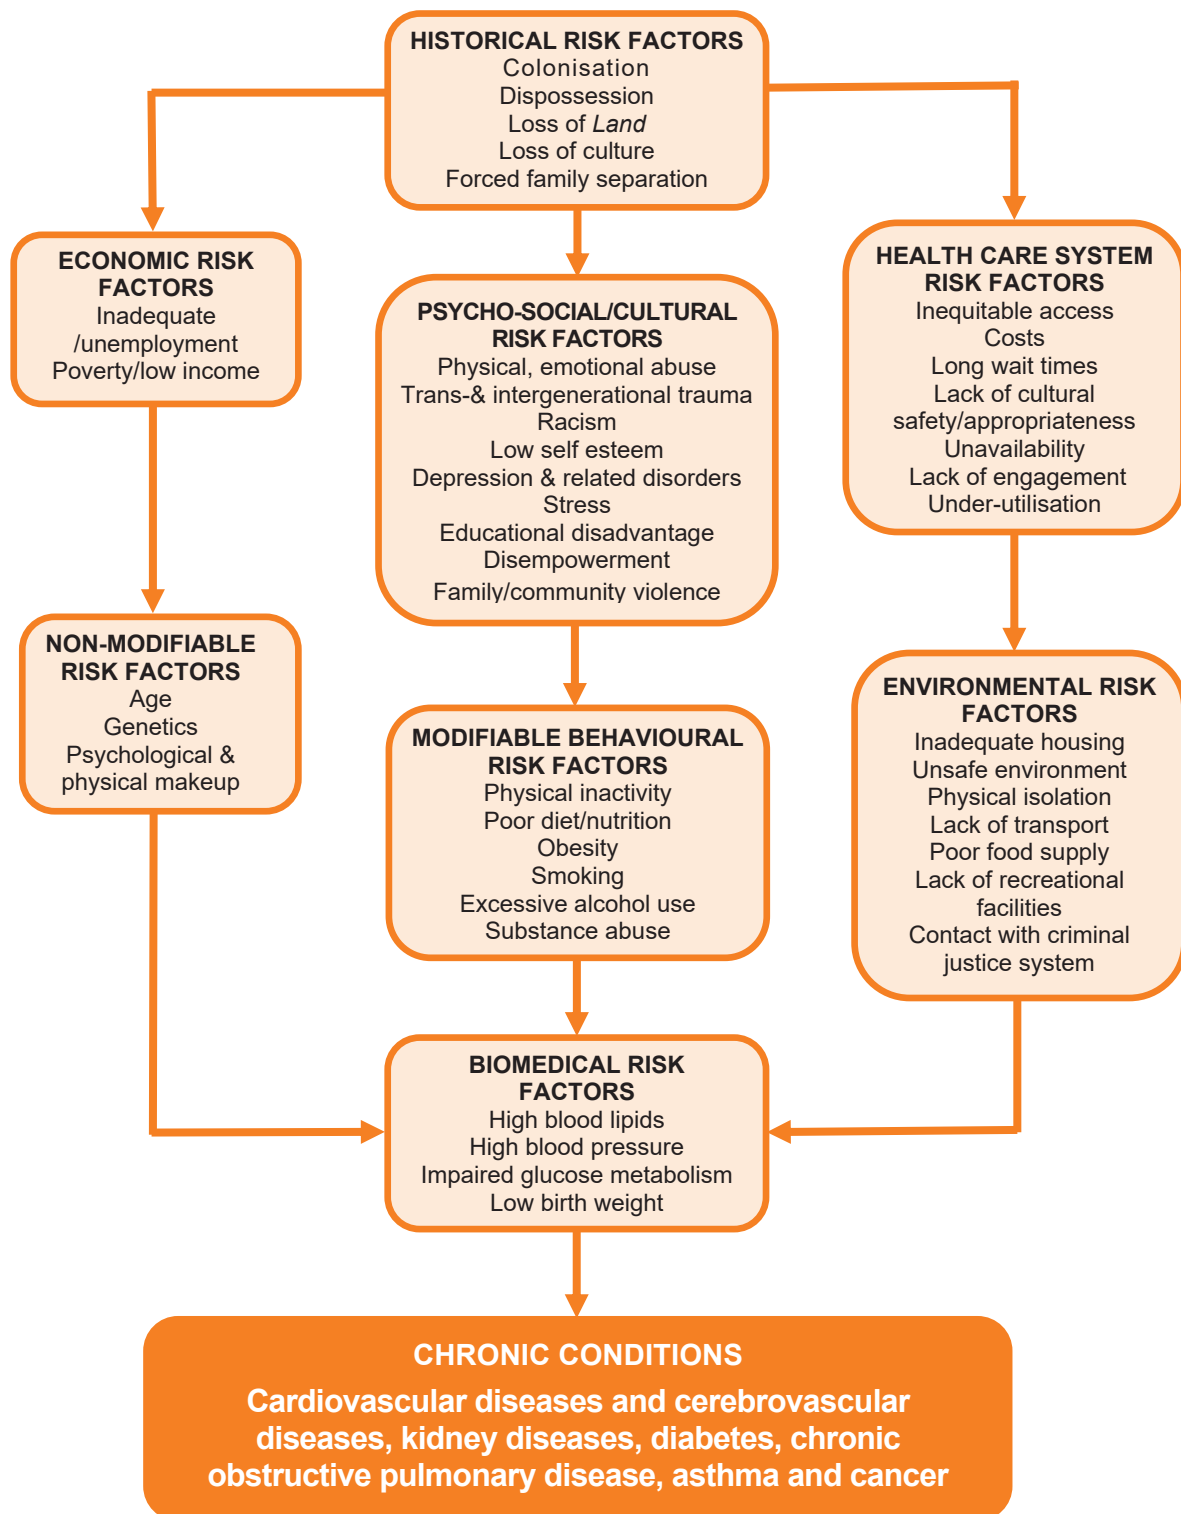 HISTORICAL RISK FACTORS
Colonisation
Dispossession
Loss of Land
Loss of culture
Forced family separation
ECONOMIC RISK
FACTORS
Inadequate
/unemployment
Poverty/low income
PSYCHO-SOCIAL/CULTURAL
RISK FACTORS
Physical, emotional abuse
Trans-& intergenerational trauma
Racism
Low self esteem
Depression & related disorders
Stress
Educational disadvantage
Disempowerment
Family/community violence
HEALTH CARE SYSTEM
RISK FACTORS
Inequitable access
Costs
Long wait times
Lack of cultural
safety/appropriateness
Unavailability
Lack of engagement
Under-utilisation
NON-MODIFIABLE
RISK FACTORS
Age
Genetics
Psychological &
physical makeup
MODIFIABLE BEHAVIOURAL
RISK FACTORS
Physical inactivity
Poor diet/nutrition
Obesity
Smoking
Excessive alcohol use
Substance abuse
ENVIRONMENTAL RISK
FACTORS
Inadequate housing
Unsafe environment
Physical isolation
Lack of transport
Poor food supply
Lack of recreational
facilities
Contact with criminal
justice system
BIOMEDICAL RISK
FACTORS
High blood lipids
High blood pressure
Impaired glucose metabolism
Low birth weight
CHRONIC CONDITIONS
Cardiovascular diseases and cerebrovascular
diseases, kidney diseases, diabetes, chronic
obstructive pulmonary disease, asthma and cancer